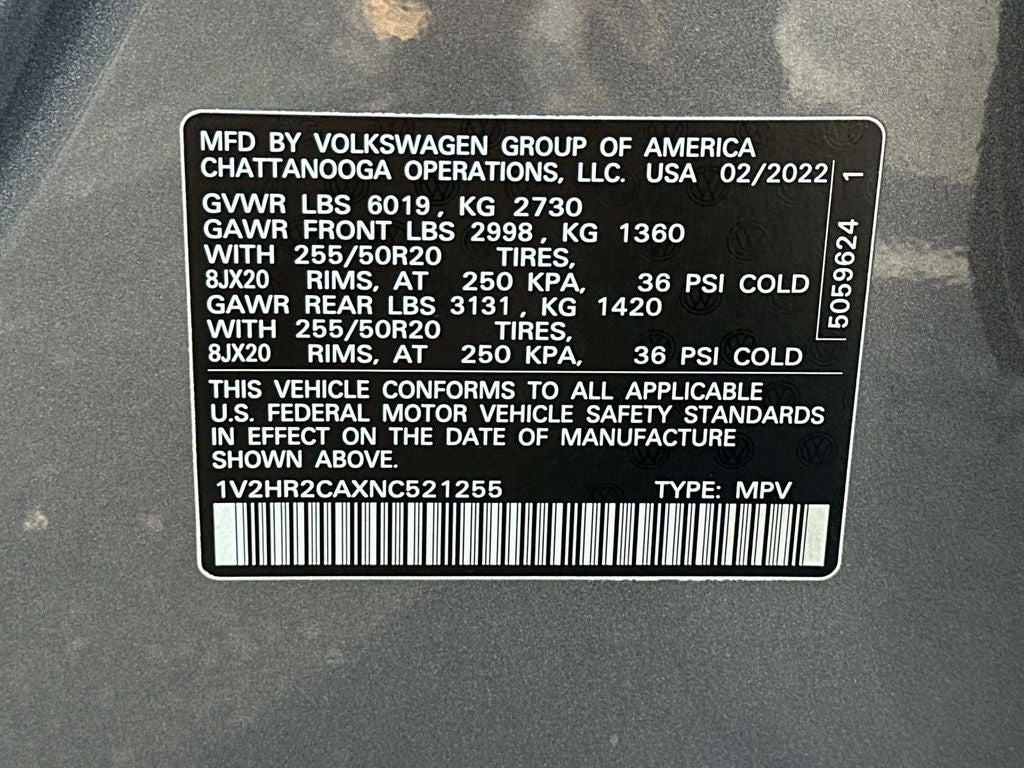 MFD BY VOLKSWAGEN GROUP OF AMERICA
CHATTANOOGA OPERATIONS, LLC. USA 02/2022
GVWR LBS 6019, KG 2730
GAWR FRONT LBS 2998, KG 1360
WITH 255/50R20 TIRES,
8JX20 RIMS, AT 250 KPA, 36 PSI COLD
GAWR REAR LBS 3131, KG 1420
WITH 255/50R20 TIRES,
8JX20 RIMS, AT 250 KPA, 36 PSI COLD
5059624 1
THIS VEHICLE CONFORMS TO ALL APPLICABLE
U.S. FEDERAL MOTOR VEHICLE SAFETY STANDARDS
IN EFFECT ON THE DATE OF MANUFACTURE
SHOWN ABOVE.
1V2HR2CAXNC521255 TYPE: MPV